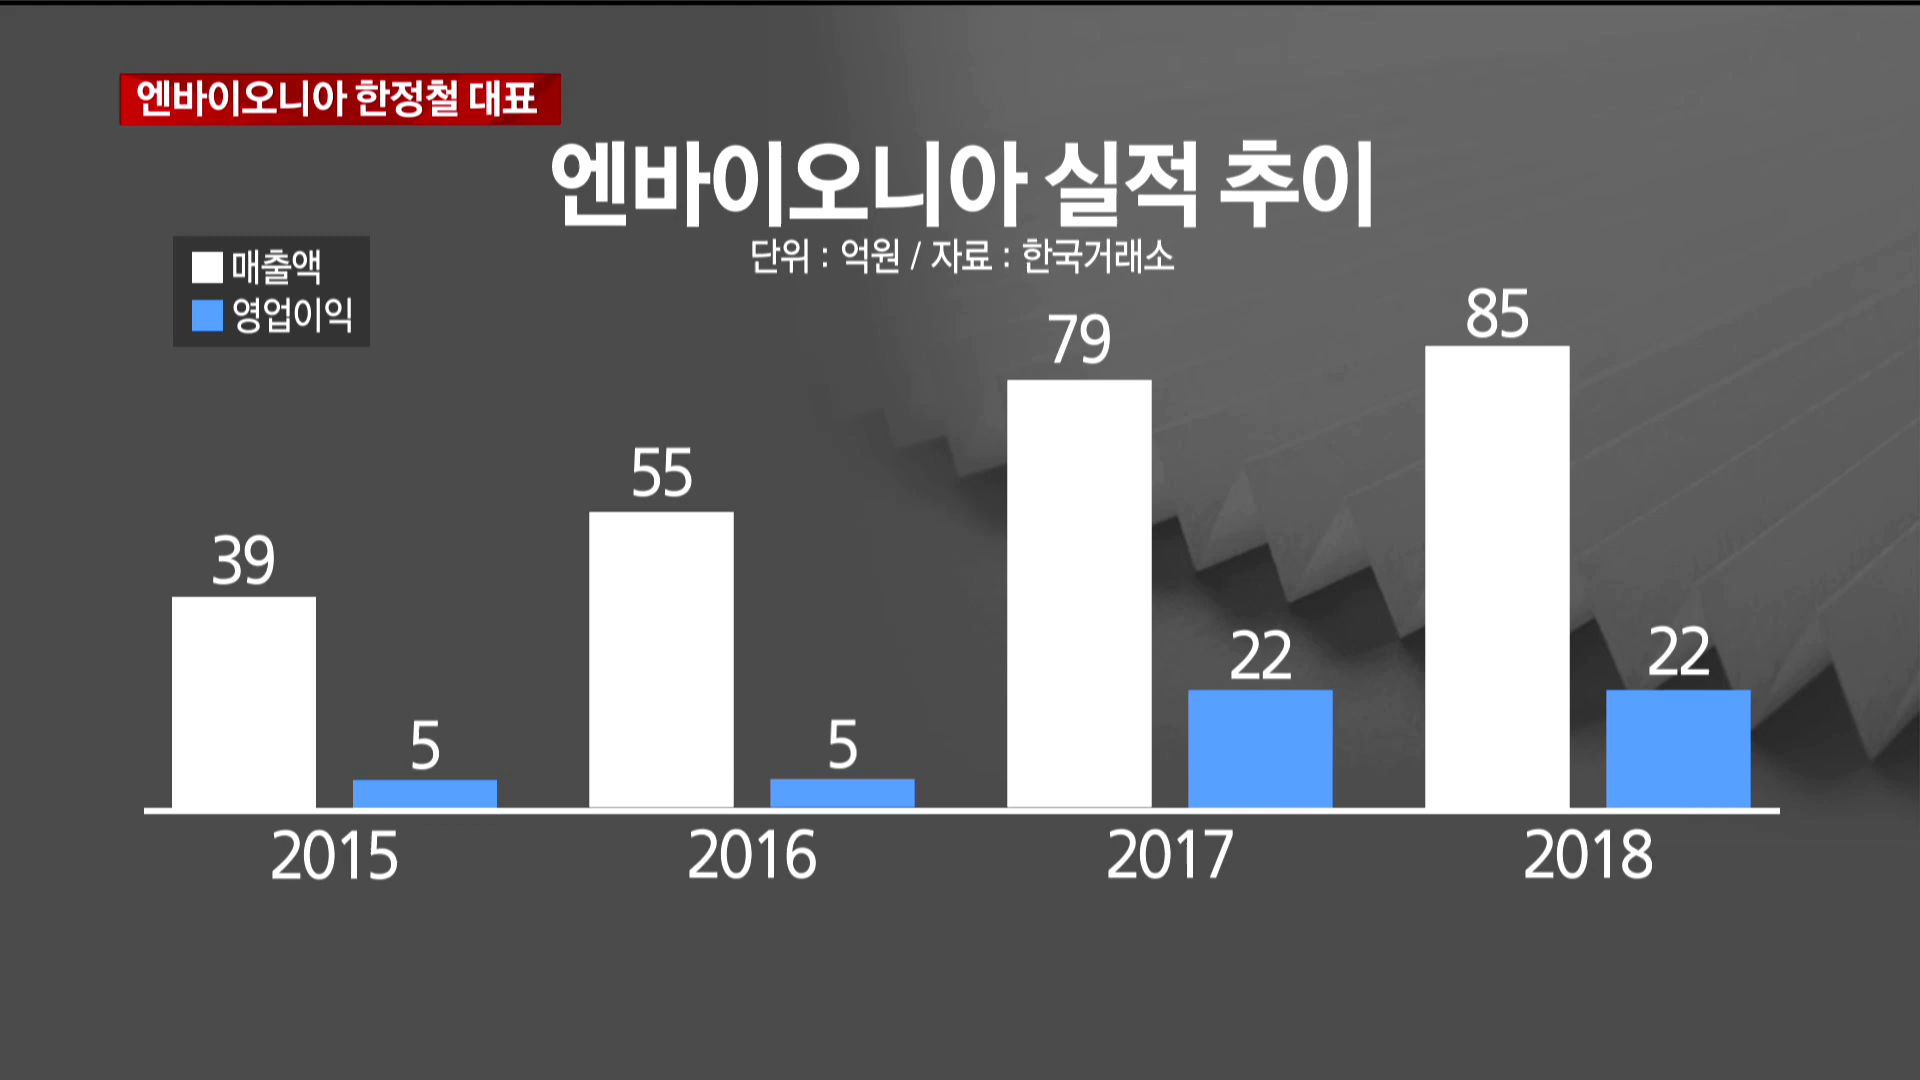 엔바이오니아 한정철 대표
엔바이오니아 실적 추이
단위 : 억원 / 자료 : 한국거래소
매출액
영업이익
39
5
55
5
79
22
85
22
2015
2016
2017
2018